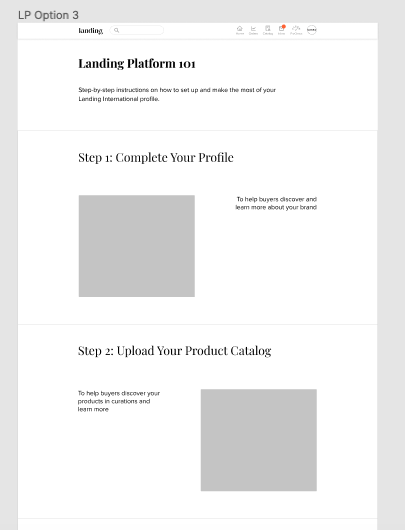 LP Option 3
landing.
Landing Platform 101
Step-by-step instructions on how to set up and make the most of your
Landing International profile.
Step 1: Complete Your Profile
To help buyers discover and
learn more about your brand
Step 2: Upload Your Product Catalog
To help buyers discover your
products in curations and
learn more